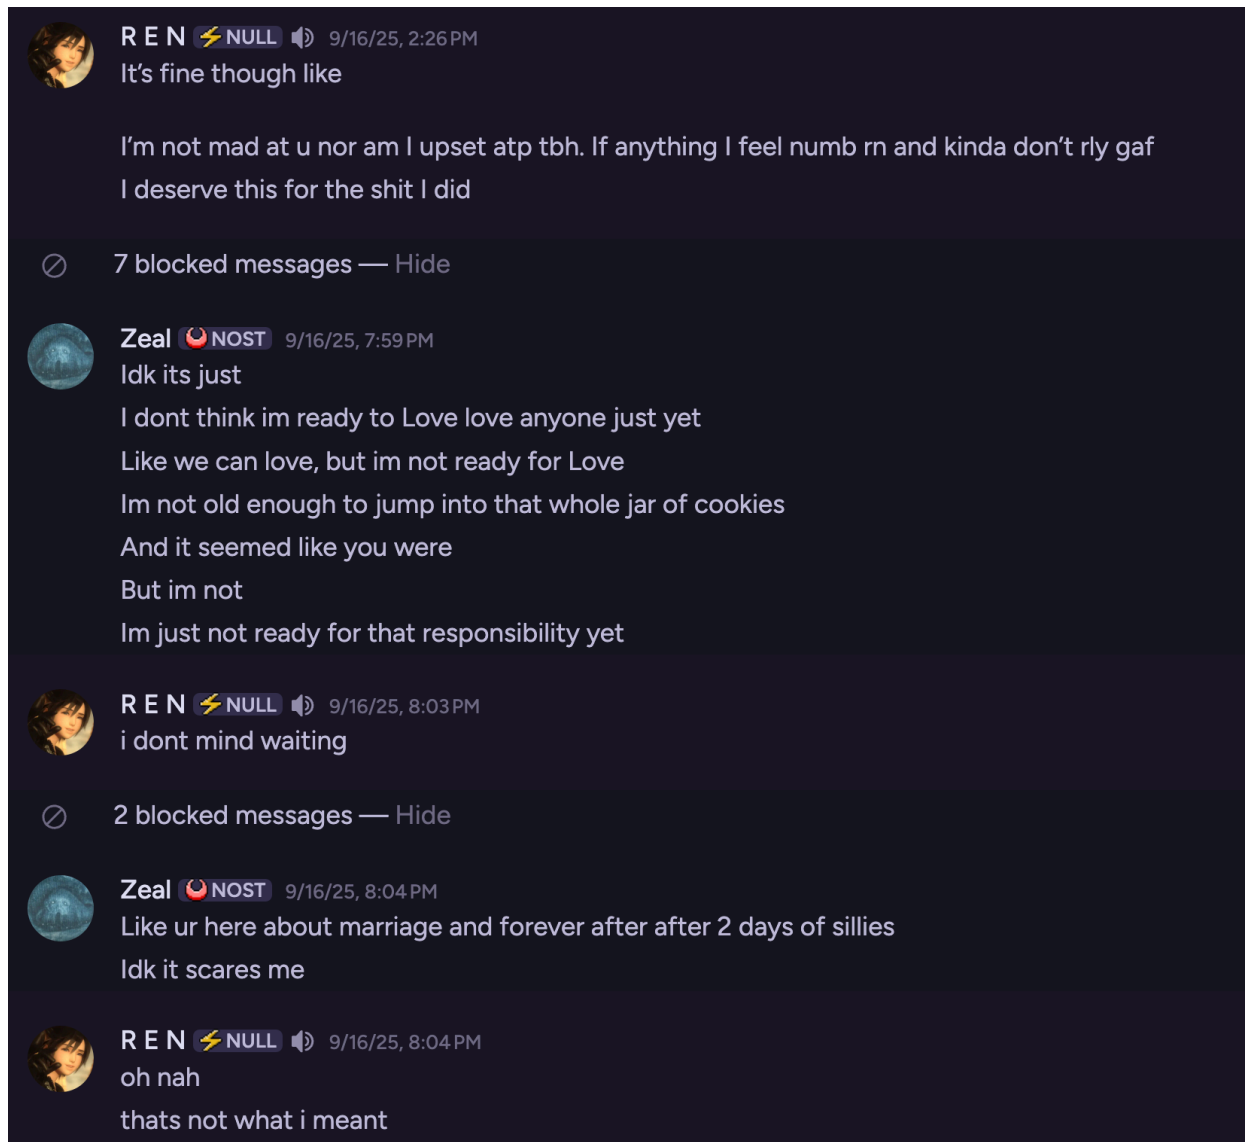 R E N ⚡ NULL 9/16/25, 2:26 PM
It's fine though like
I'm not mad at u nor am I upset atp tbh. If anything I feel numb rn and kinda don't rly gaf
I deserve this for the shit I did
7 blocked messages — Hide
Zeal NOST 9/16/25, 7:59 PM
Idk its just
I dont think im ready to Love love anyone just yet
Like we can love, but im not ready for Love
Im not old enough to jump into that whole jar of cookies
And it seemed like you were
But im not
Im just not ready for that responsibility yet
R E N ⚡ NULL 9/16/25, 8:03 PM
i dont mind waiting
2 blocked messages — Hide
Zeal NOST 9/16/25, 8:04 PM
Like ur here about marriage and forever after after 2 days of sillies
Idk it scares me
R E N ⚡ NULL 9/16/25, 8:04 PM
oh nah
thats not what i meant